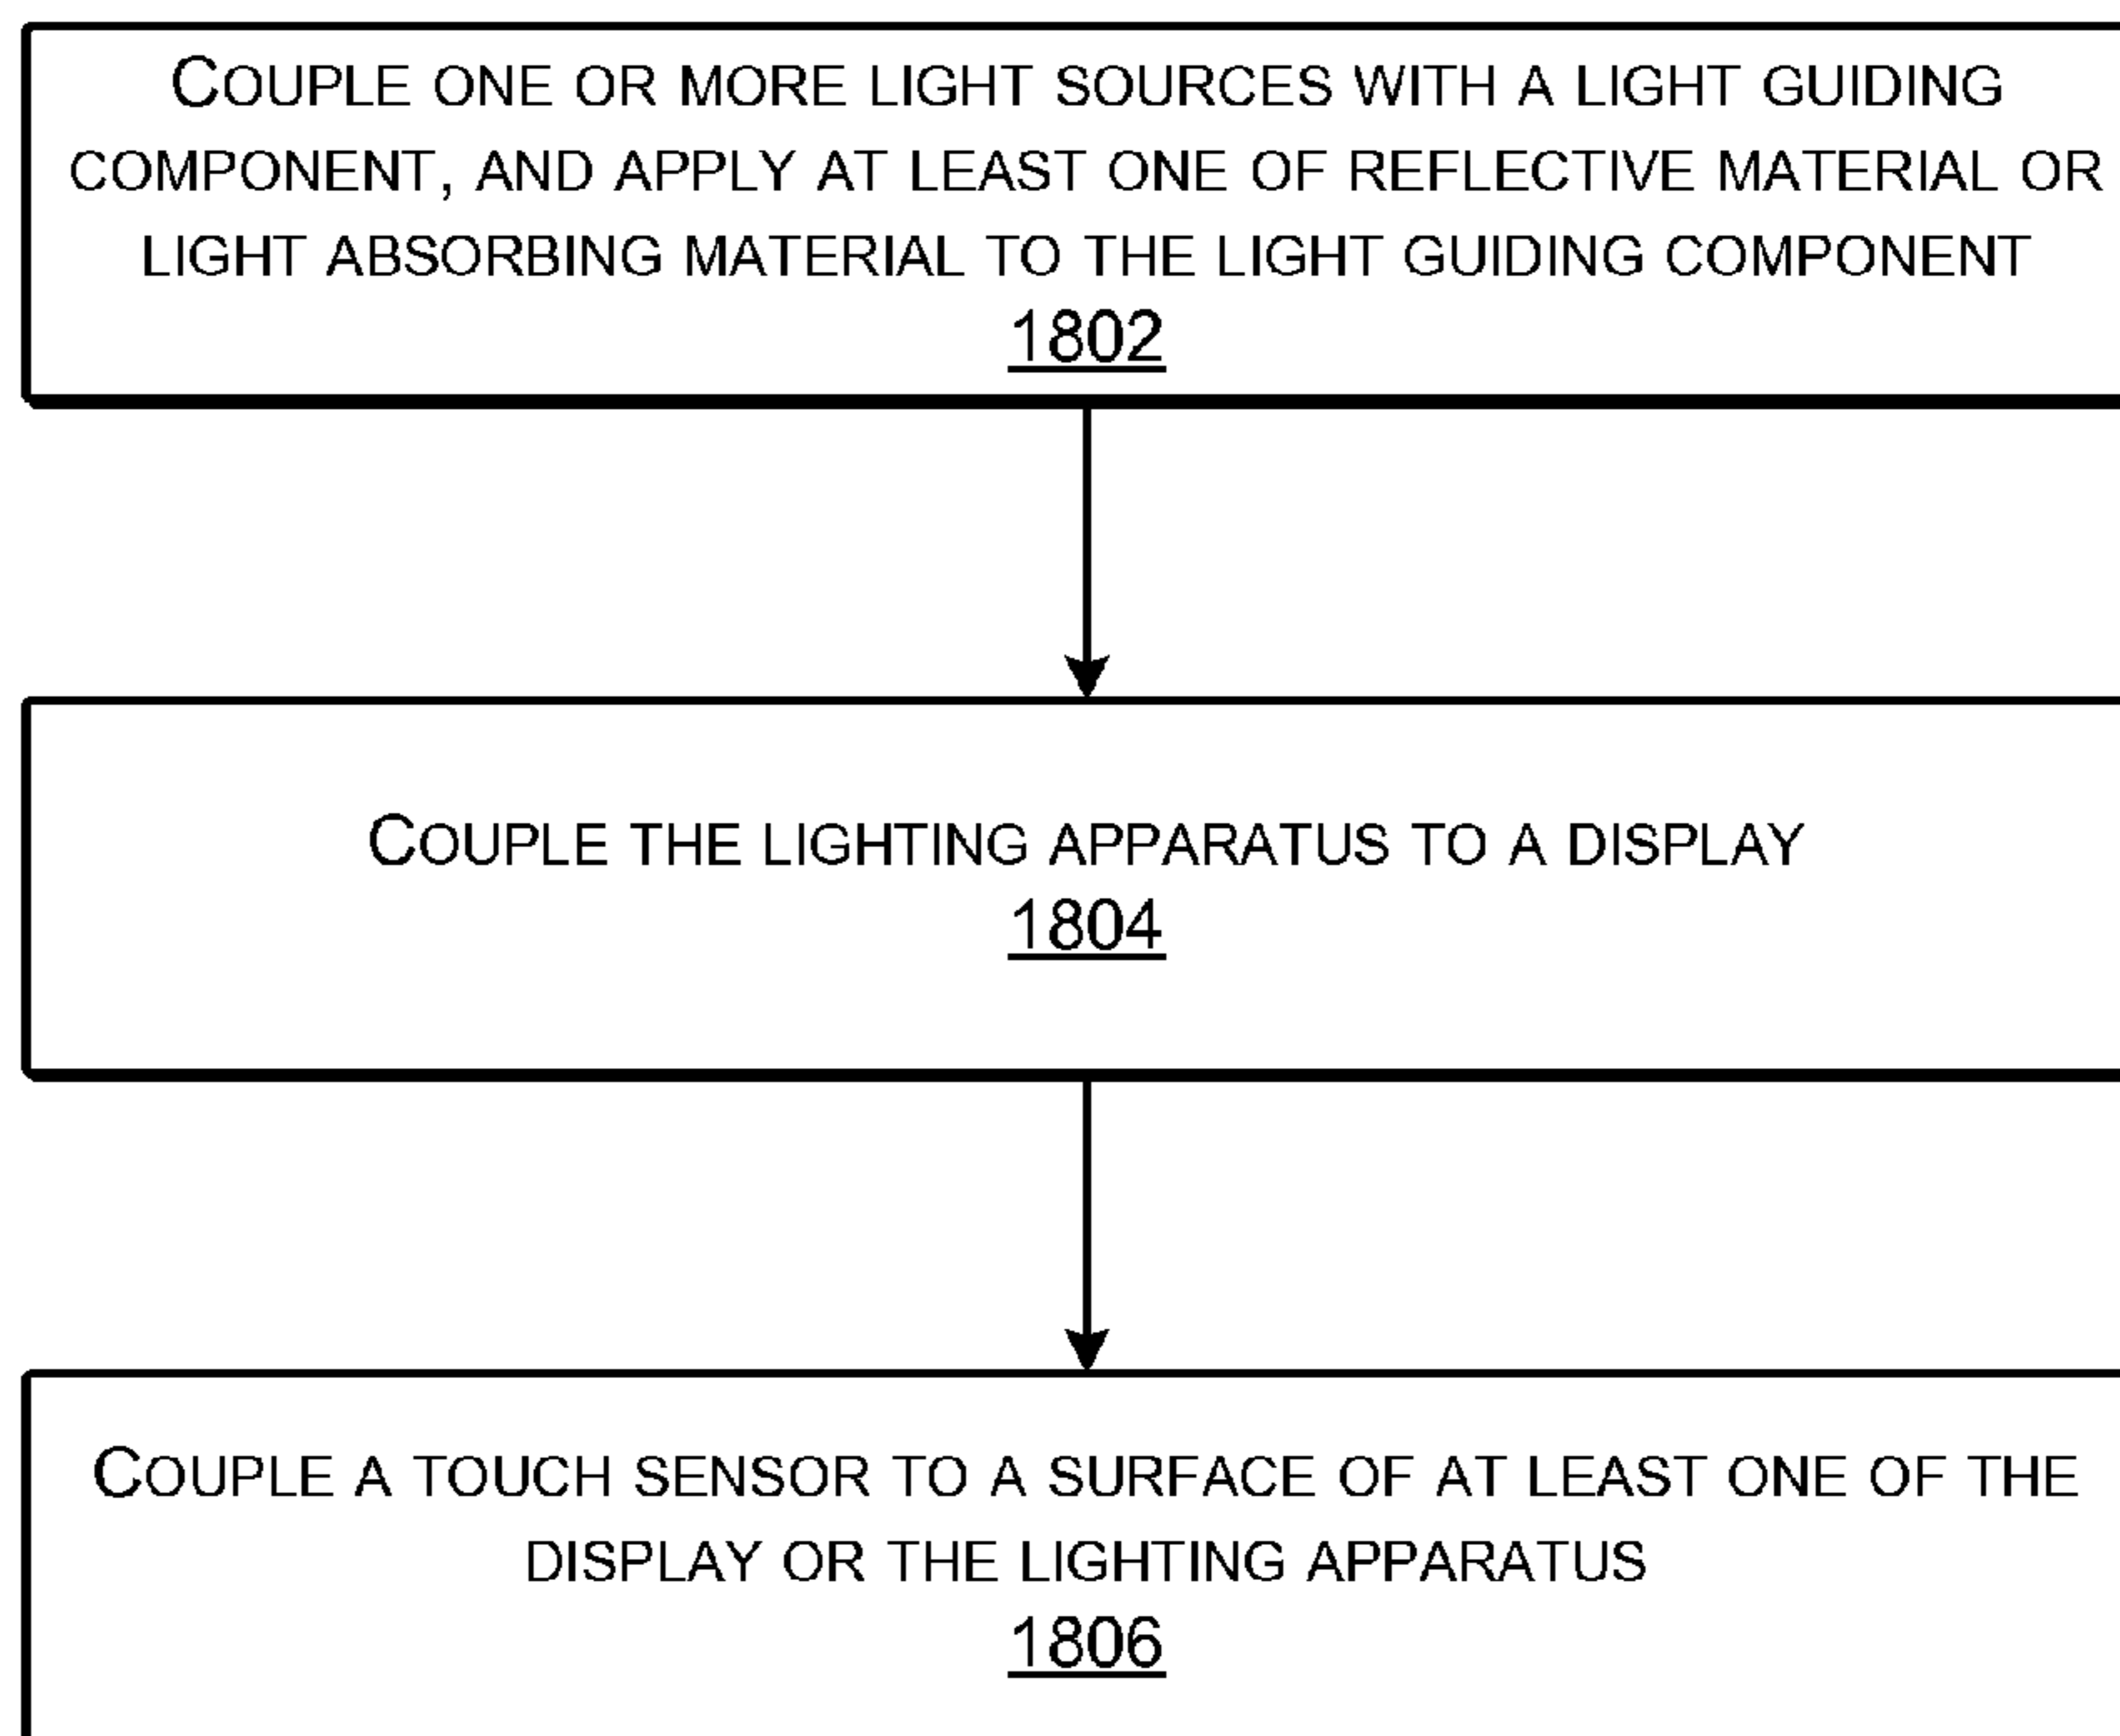 COUPLE ONE OR MORE LIGHT SOURCES WITH A LIGHT GUIDING
COMPONENT, AND APPLY AT LEAST ONE OF REFLECTIVE MATERIAL OR
LIGHT ABSORBING MATERIAL TO THE LIGHT GUIDING COMPONENT
1802
COUPLE THE LIGHTING APPARATUS TO A DISPLAY
1804
COUPLE A TOUCH SENSOR TO A SURFACE OF AT LEAST ONE OF THE
DISPLAY OR THE LIGHTING APPARATUS
1806